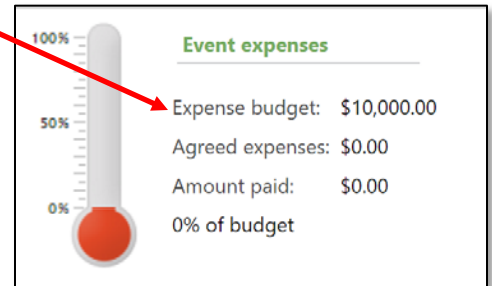 100%
Event expenses
Expense budget: $10,000.00
50%
Agreed expenses: $0.00
Amount paid: $0.00
0%
0% of budget